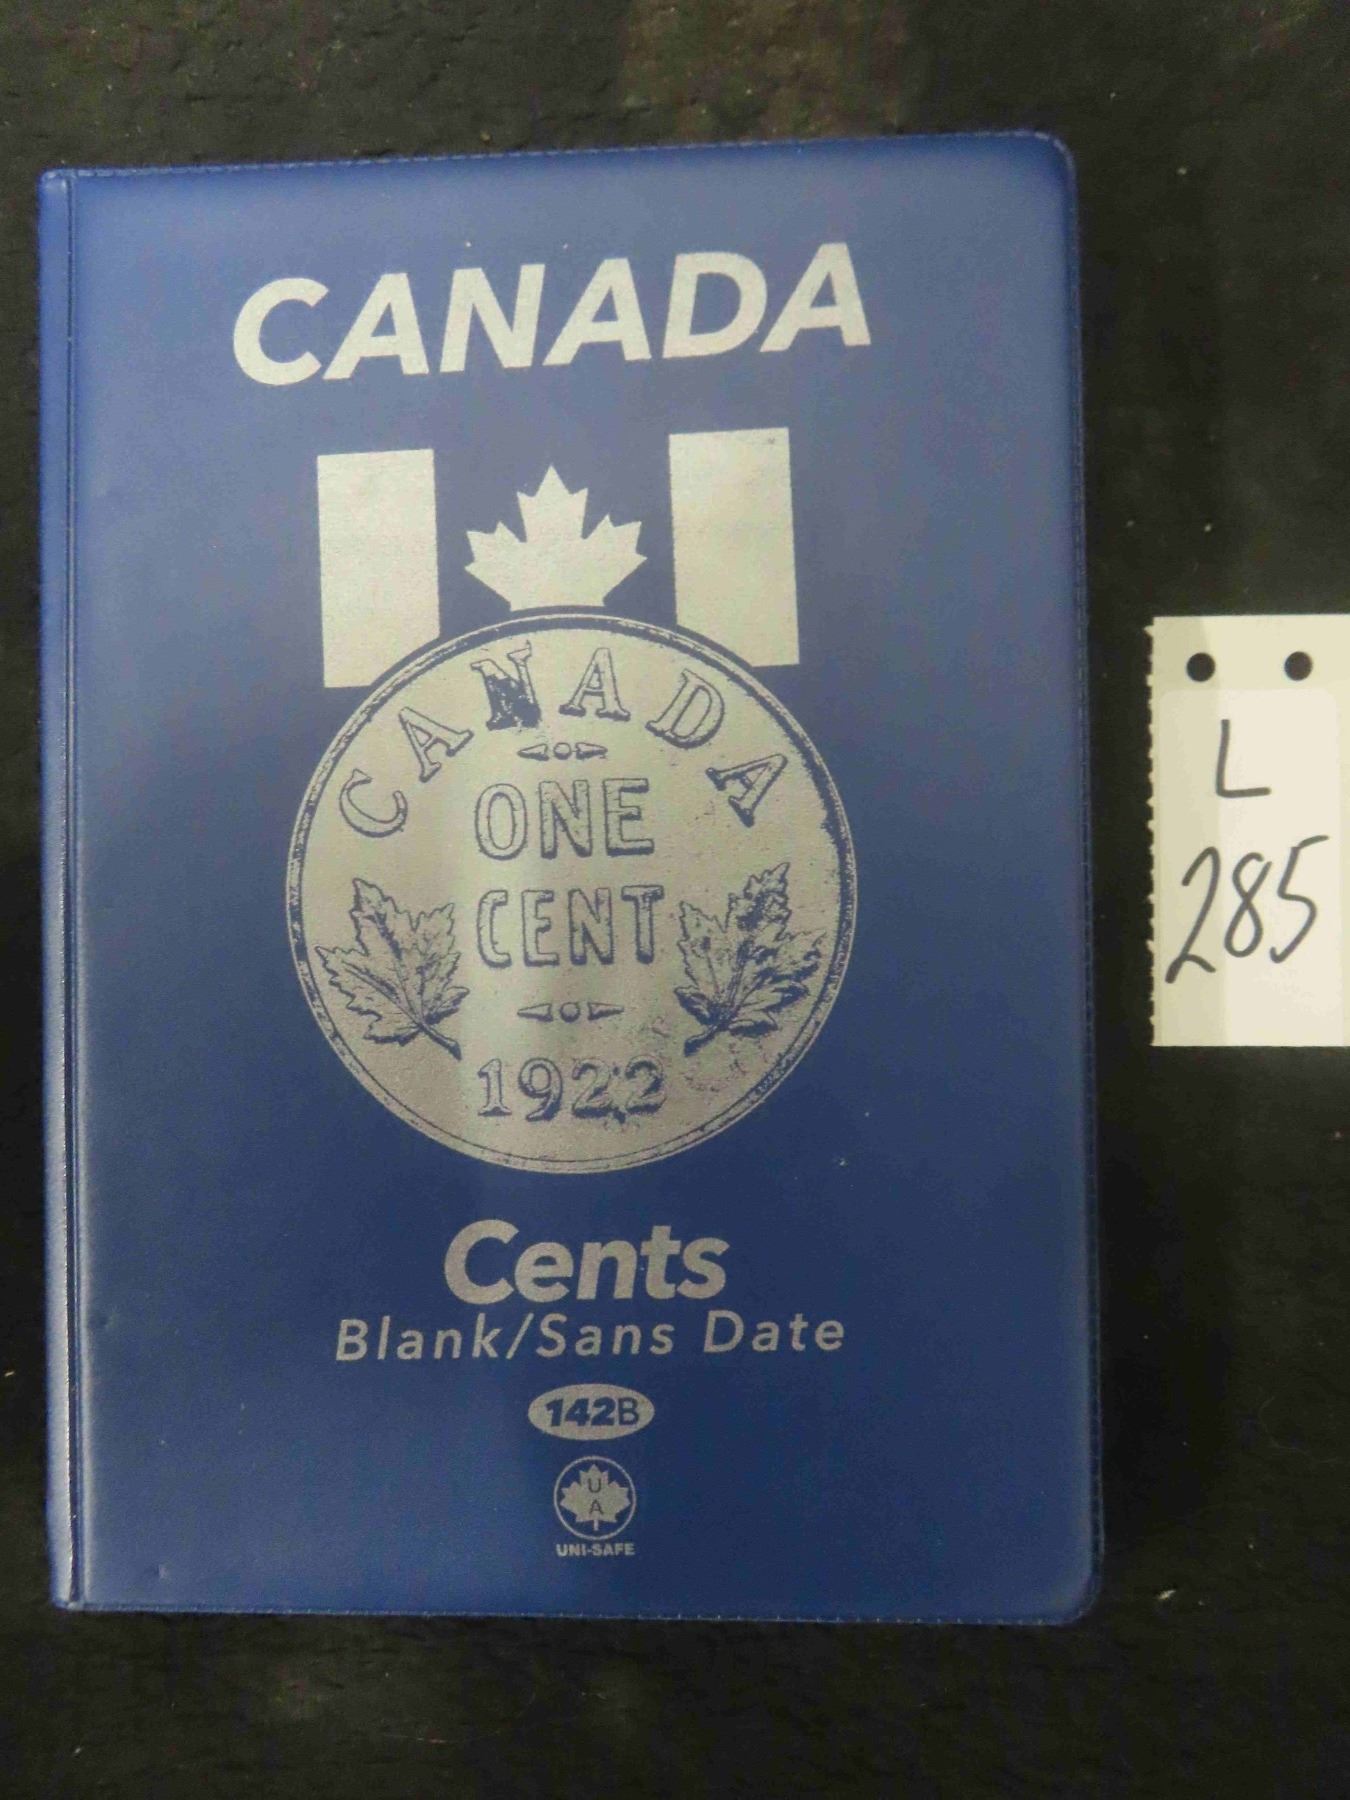 CANADA
CANADA
ONE
CENT
1922
Cents
Blank/Sans Date
142B
U
A
UNI-SAFE
L
285